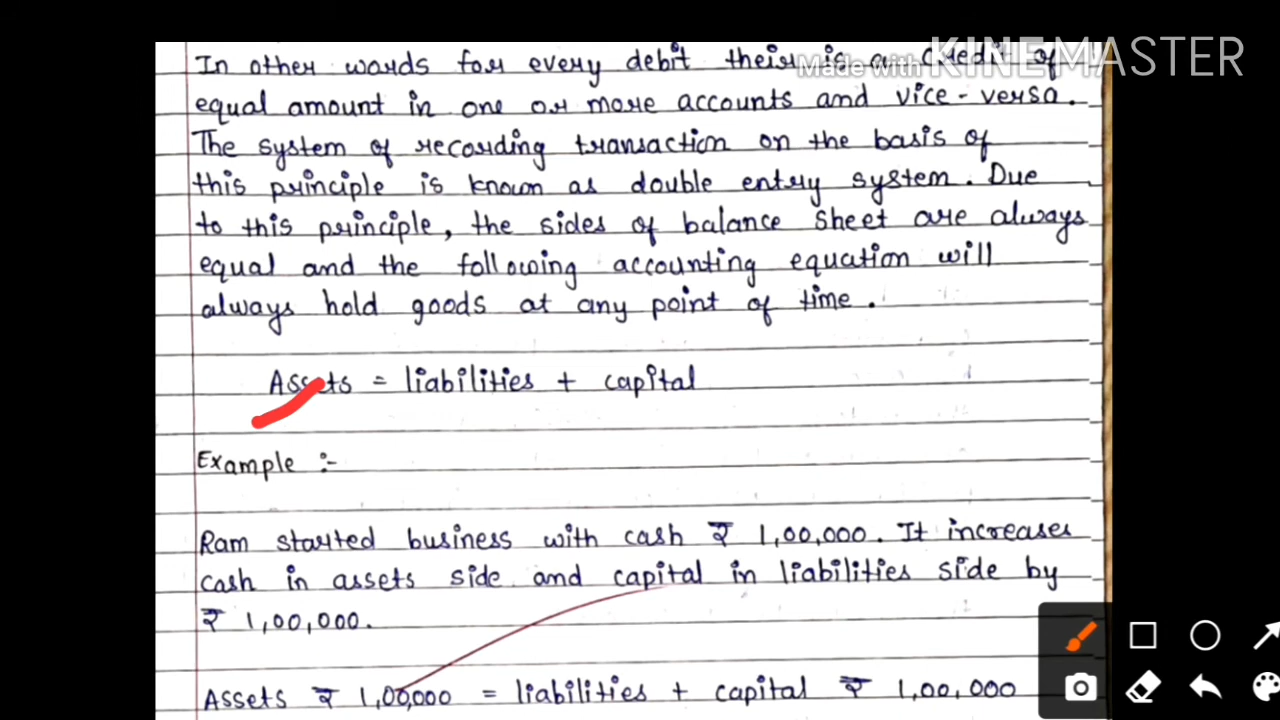 In other words for every debit their is a credit of
Made with KINEMASTER
equal amount in one or more accounts and vice-versa.
The system of recording transaction on the basis of
this principle is known as double entry system. Due
to this principle, the sides of balance sheet are always
equal and the following accounting equation will
always hold goods at any point of time.
Assets = liabilities + capital
Example :-
Ram started business with cash ₹ 1,00,000. It increases
cash in assets side and capital in liabilities side by
₹ 1,00,000.
Assets ₹ 1,00,000 = liabilities + capital ₹ 1,00,000